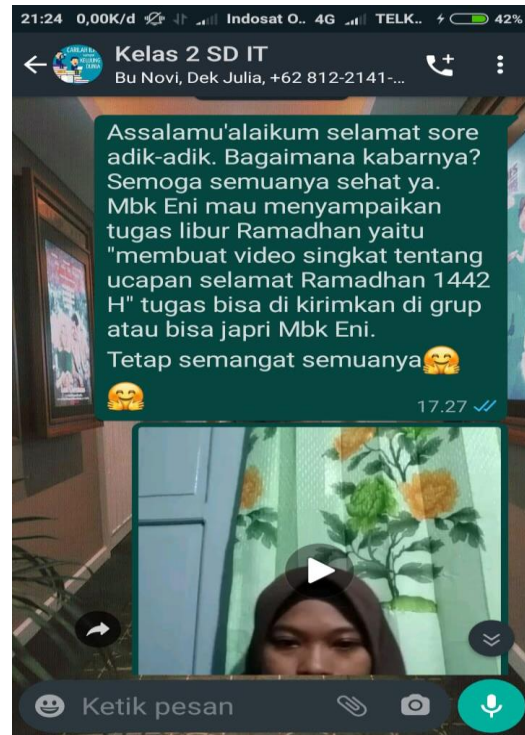 21:24 0,00K/d Indosat O.. 4G TELK.. 42%
Kelas 2 SD IT
Bu Novi, Dek Julia, +62 812-2141-...
Assalamu'alaikum selamat sore
adik-adik. Bagaimana kabarnya?
Semoga semuanya sehat ya.
Mbk Eni mau menyampaikan
tugas libur Ramadhan yaitu
"membuat video singkat tentang
ucapan selamat Ramadhan 1442
H" tugas bisa di kirimkan di grup
atau bisa japri Mbk Eni.
Tetap semangat semuanya🤗
🤗
17.27
Ketik pesan